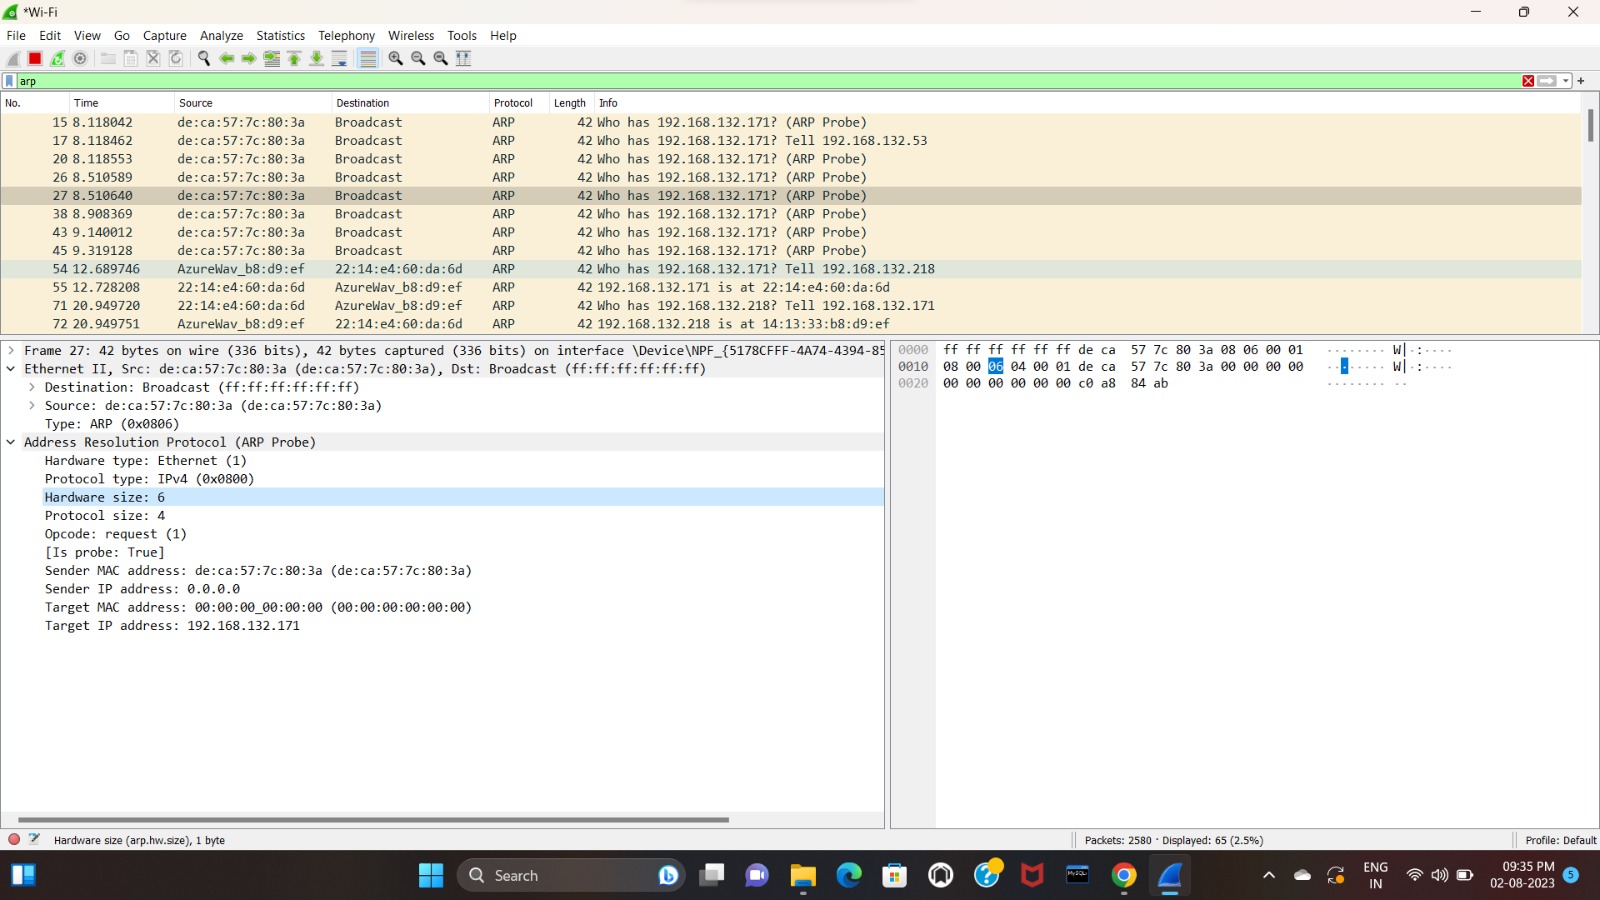 *Wi-Fi
File Edit View Go Capture Analyze Statistics Telephony Wireless Tools Help
arp
No. Time Source Destination Protocol Length Info
15 8.118042 de:ca:57:7c:80:3a Broadcast ARP 42 Who has 192.168.132.171? (ARP Probe)
17 8.118462 de:ca:57:7c:80:3a Broadcast ARP 42 Who has 192.168.132.171? Tell 192.168.132.53
20 8.118553 de:ca:57:7c:80:3a Broadcast ARP 42 Who has 192.168.132.171? (ARP Probe)
26 8.510589 de:ca:57:7c:80:3a Broadcast ARP 42 Who has 192.168.132.171? (ARP Probe)
27 8.510640 de:ca:57:7c:80:3a Broadcast ARP 42 Who has 192.168.132.171? (ARP Probe)
38 8.908369 de:ca:57:7c:80:3a Broadcast ARP 42 Who has 192.168.132.171? (ARP Probe)
43 9.140012 de:ca:57:7c:80:3a Broadcast ARP 42 Who has 192.168.132.171? (ARP Probe)
45 9.319128 de:ca:57:7c:80:3a Broadcast ARP 42 Who has 192.168.132.171? (ARP Probe)
54 12.689746 AzureWav_b8:d9:ef 22:14:e4:60:da:6d ARP 42 Who has 192.168.132.171? Tell 192.168.132.218
55 12.728208 22:14:e4:60:da:6d AzureWav_b8:d9:ef ARP 42 192.168.132.171 is at 22:14:e4:60:da:6d
71 20.949720 22:14:e4:60:da:6d AzureWav_b8:d9:ef ARP 42 Who has 192.168.132.218? Tell 192.168.132.171
72 20.949751 AzureWav_b8:d9:ef 22:14:e4:60:da:6d ARP 42 192.168.132.218 is at 14:13:33:b8:d9:ef
Frame 27: 42 bytes on wire (336 bits), 42 bytes captured (336 bits) on interface \Device\NPF_{5178CFFF-4A74-4394-85
Ethernet II, Src: de:ca:57:7c:80:3a (de:ca:57:7c:80:3a), Dst: Broadcast (ff:ff:ff:ff:ff:ff)
Destination: Broadcast (ff:ff:ff:ff:ff:ff)
Source: de:ca:57:7c:80:3a (de:ca:57:7c:80:3a)
Type: ARP (0x0806)
Address Resolution Protocol (ARP Probe)
Hardware type: Ethernet (1)
Protocol type: IPv4 (0x0800)
Hardware size: 6
Protocol size: 4
Opcode: request (1)
[Is probe: True]
Sender MAC address: de:ca:57:7c:80:3a (de:ca:57:7c:80:3a)
Sender IP address: 0.0.0.0
Target MAC address: 00:00:00_00:00:00 (00:00:00:00:00:00)
Target IP address: 192.168.132.171
0000 ff ff ff ff ff ff de ca 57 7c 80 3a 08 06 00 01 ········ W|·:····
0010 08 00 06 04 00 01 de ca 57 7c 80 3a 00 00 00 00 ········ W|·:····
0020 00 00 00 00 00 00 c0 a8 84 ab ········ ··
Hardware size (arp.hw.size), 1 byte
Packets: 2580 · Displayed: 65 (2.5%)
Profile: Default
Search
MySQL
ENG
IN
09:35 PM
02-08-2023
5